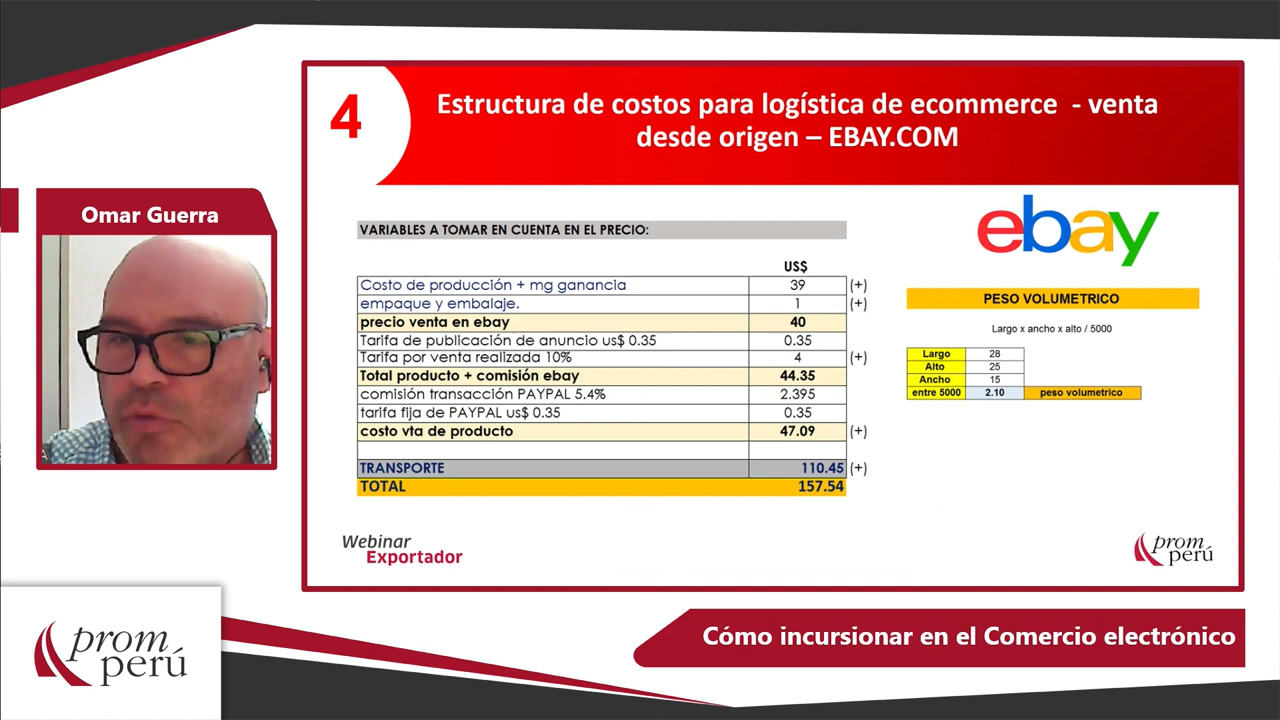 4
Estructura de costos para logística de ecommerce - venta
desde origen – EBAY.COM
Omar Guerra
ebay
VARIABLES A TOMAR EN CUENTA EN EL PRECIO:
US$
Costo de producción + mg ganancia 39 (+)
empaque y embalaje. 1 (+)
precio venta en ebay 40
Tarifa de publicación de anuncio us$ 0.35 0.35
Tarifa por venta realizada 10% 4 (+)
Total producto + comisión ebay 44.35
comisión transacción PAYPAL 5.4% 2.395
tarifa fija de PAYPAL us$ 0.35 0.35
costo vta de producto 47.09 (+)
TRANSPORTE 110.45 (+)
TOTAL 157.54
PESO VOLUMETRICO
Largo x ancho x alto / 5000
Largo 28
Alto 25
Ancho 15
entre 5000 2.10 peso volumetrico
Webinar
Exportador
prom
perú
Cómo incursionar en el Comercio electrónico
prom
perú